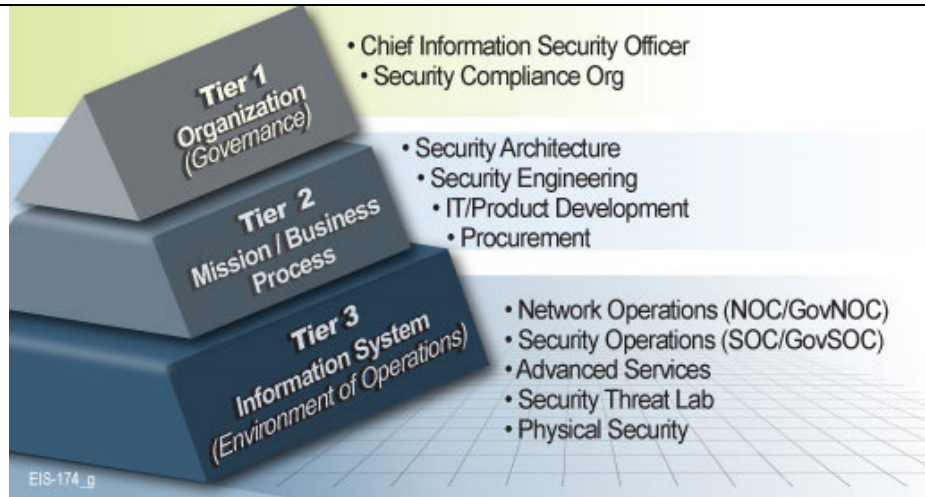 Tier 1
Organization
(Governance)
• Chief Information Security Officer
• Security Compliance Org
Tier 2
Mission / Business
Process
• Security Architecture
• Security Engineering
• IT/Product Development
• Procurement
Tier 3
Information System
(Environment of Operations)
• Network Operations (NOC/GovNOC)
• Security Operations (SOC/GovSOC)
• Advanced Services
• Security Threat Lab
• Physical Security
EIS-174_g